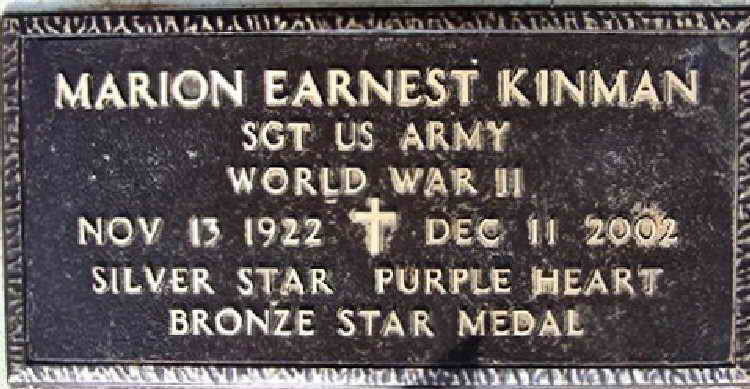 MARION EARNEST KINMAN
SGT US ARMY
WORLD WAR II
NOV 13 1922 DEC 11 2002
SILVER STAR PURPLE HEART
BRONZE STAR MEDAL